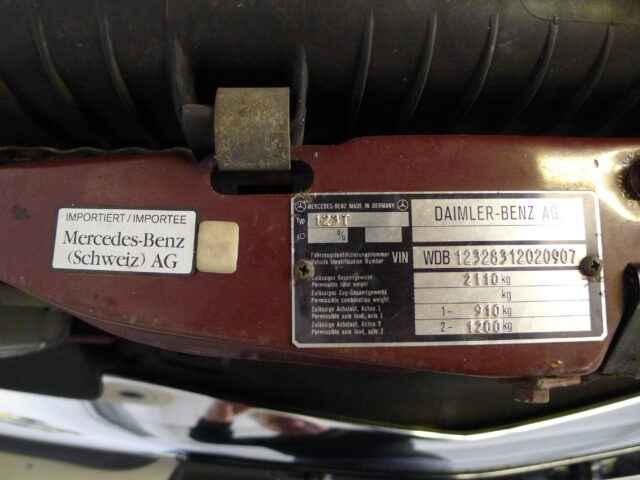 IMPORTIERT / IMPORTEE
Mercedes-Benz
(Schweiz) AG
MERCEDES-BENZ MADE IN GERMANY
Typ 123T
%
DAIMLER-BENZ AG.
Fahrzeugidentifizierungsnummer
Vehicle Identification Number
VIN
WDB 12328312020907
Zulässiges Gesamtgewicht
Permissible total weight
2110 kg
Zulässiges Zug-Gesamtgewicht
Permissible combination weight
kg
Zulässige Achslast, Achse 1
Permissible axle load, axle 1
1- 910 kg
Zulässige Achslast, Achse 2
Permissible axle load, axle 2
2- 1200 kg